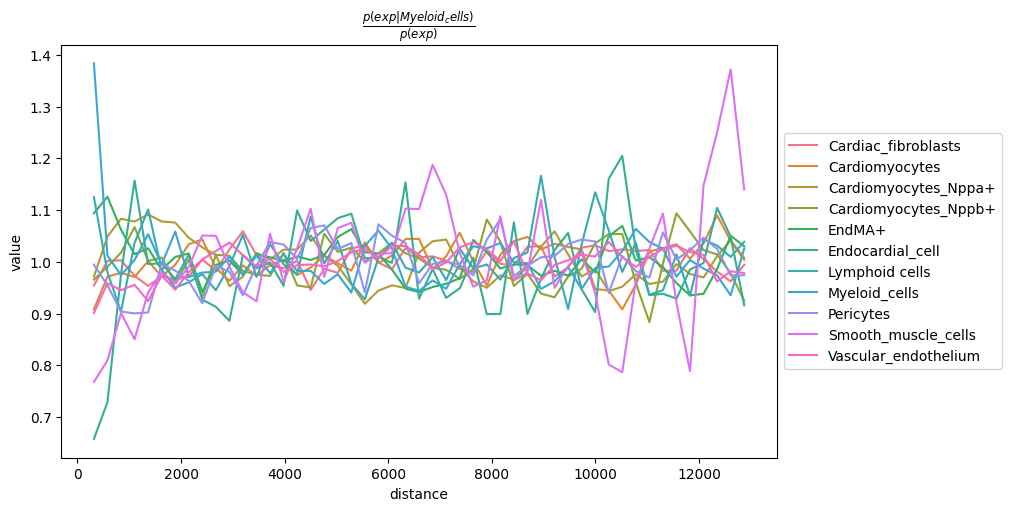 p(exp|Myeloid_cells)
p(exp)
1.4
1.3
1.2
1.1
1.0
0.9
0.8
0.7
value
0 2000 4000 6000 8000 10000 12000
distance
Cardiac_fibroblasts
Cardiomyocytes
Cardiomyocytes_Nppa+
Cardiomyocytes_Nppb+
EndMA+
Endocardial_cell
Lymphoid cells
Myeloid_cells
Pericytes
Smooth_muscle_cells
Vascular_endothelium